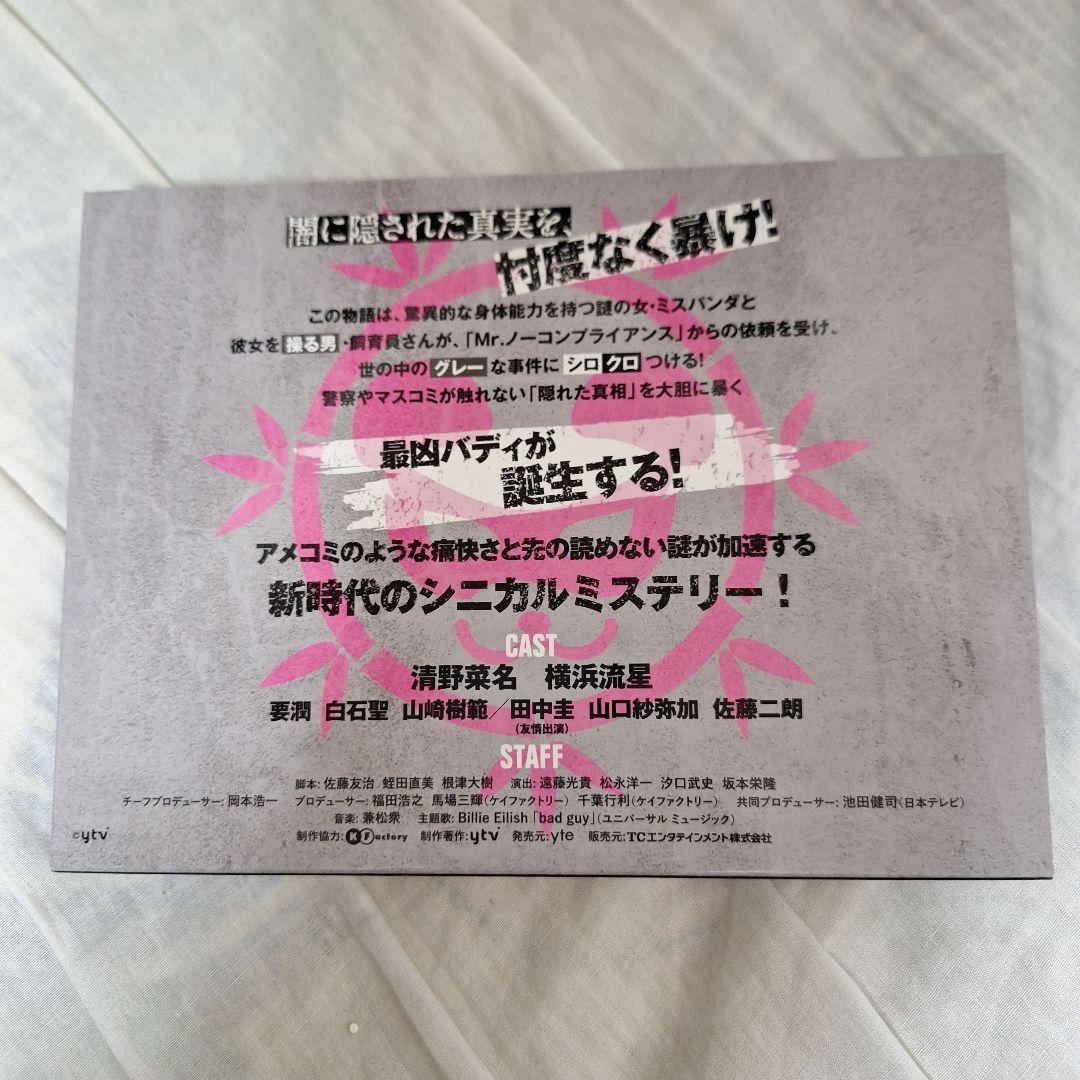 闇に隠された真実を、
忖度なく暴け!
この物語は、驚異的な身体能力を持つ謎の女・ミスパンダと
彼女を操る男・飼育員さんが、「Mr.ノーコンプライアンス」からの依頼を受け、
世の中のグレーな事件にシロクロつける!
警察やマスコミが触れない「隠れた真相」を大胆に暴く
最凶バディが
誕生する!
アメコミのような痛快さと先の読めない謎が加速する
新時代のシニカルミステリー!
CAST
清野菜名 横浜流星
要潤 白石聖 山崎樹範/田中圭 山口紗弥加 佐藤二朗
(友情出演)
STAFF
脚本:佐藤友治 蛭田直美 根津大樹 演出:遠藤光貴 松永洋一 汐口武史 坂本栄隆
チーフプロデューサー:岡本浩一 プロデューサー:福田浩之 馬場三輝(ケイファクトリー) 千葉行利(ケイファクトリー) 共同プロデューサー:池田健司(日本テレビ)
音楽:兼松衆 主題歌:Billie Eilish「bad guy」(ユニバーサル ミュージック)
©ytv 制作協力:KFactory 制作著作:ytv 発売元:yte 販売元:TCエンタテインメント株式会社